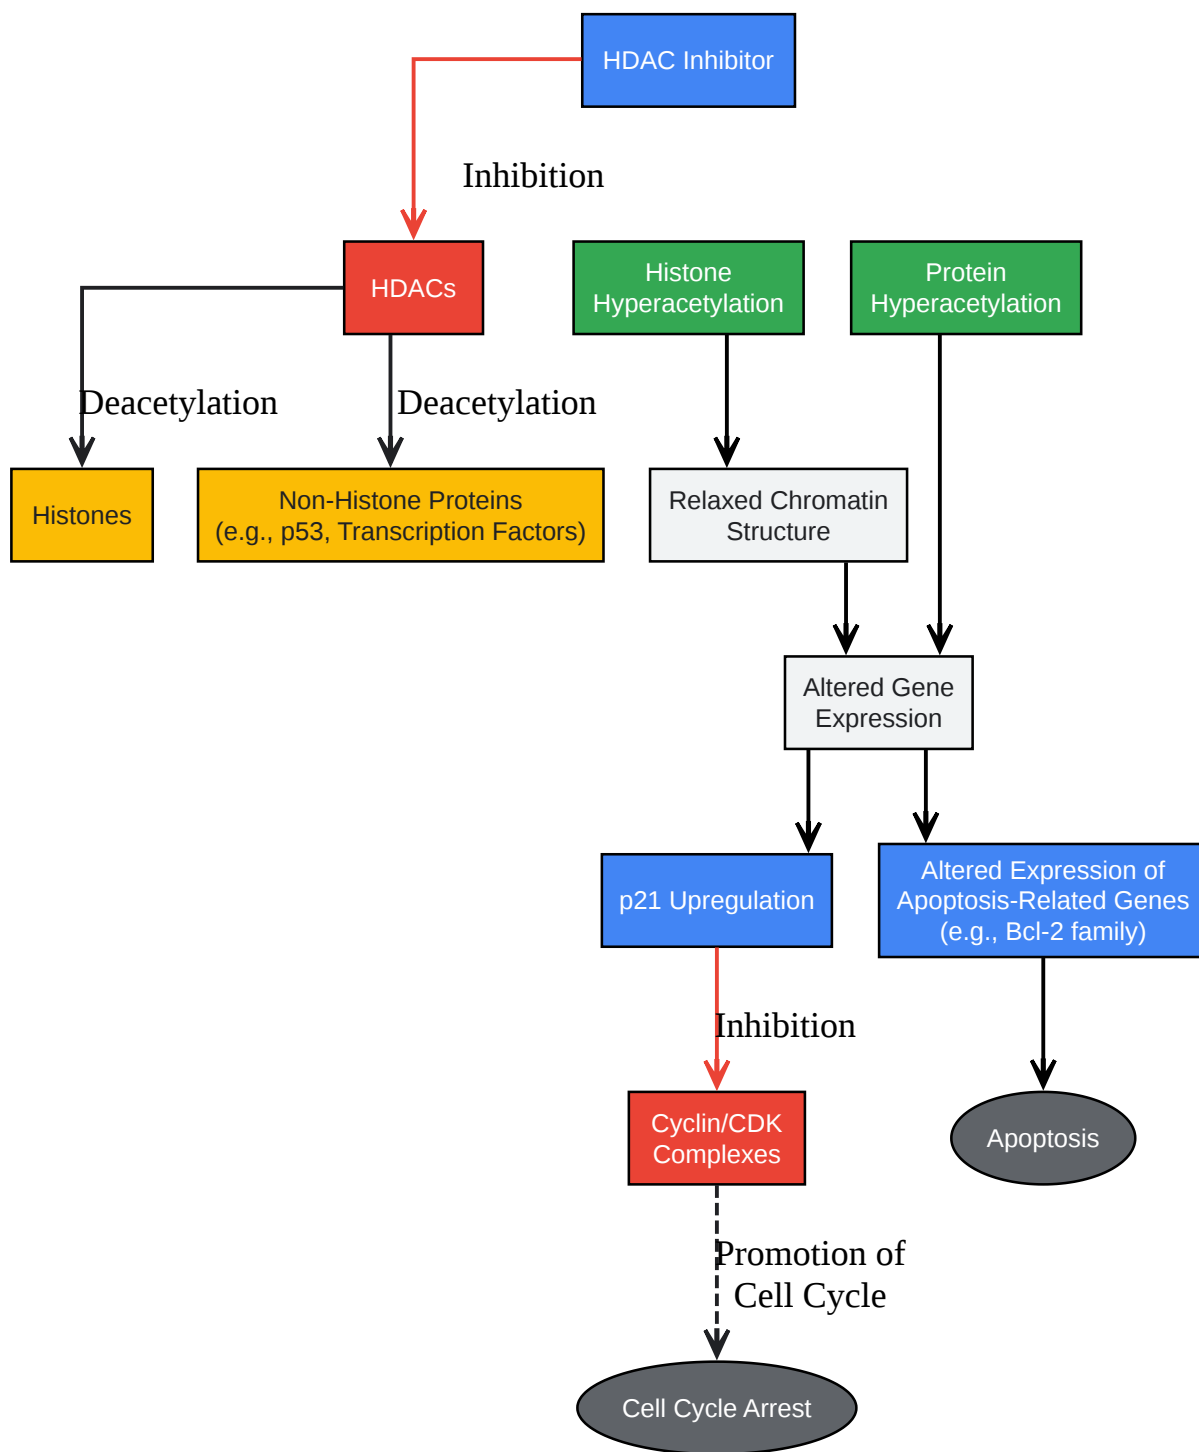 HDAC Inhibitor
Inhibition
HDACs
Histone
Hyperacetylation
Protein
Hyperacetylation
Deacetylation
Deacetylation
Histones
Non-Histone Proteins
(e.g., p53, Transcription Factors)
Relaxed Chromatin
Structure
Altered Gene
Expression
p21 Upregulation
Altered Expression of
Apoptosis-Related Genes
(e.g., Bcl-2 family)
Inhibition
Cyclin/CDK
Complexes
Apoptosis
Promotion of
Cell Cycle
Cell Cycle Arrest